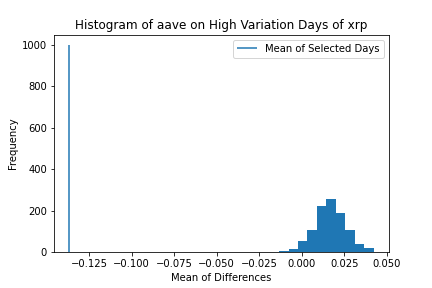 Histogram of aave on High Variation Days of xrp
Mean of Selected Days
Frequency
1000
800
600
400
200
0
−0.125 −0.100 −0.075 −0.050 −0.025 0.000 0.025 0.050
Mean of Differences